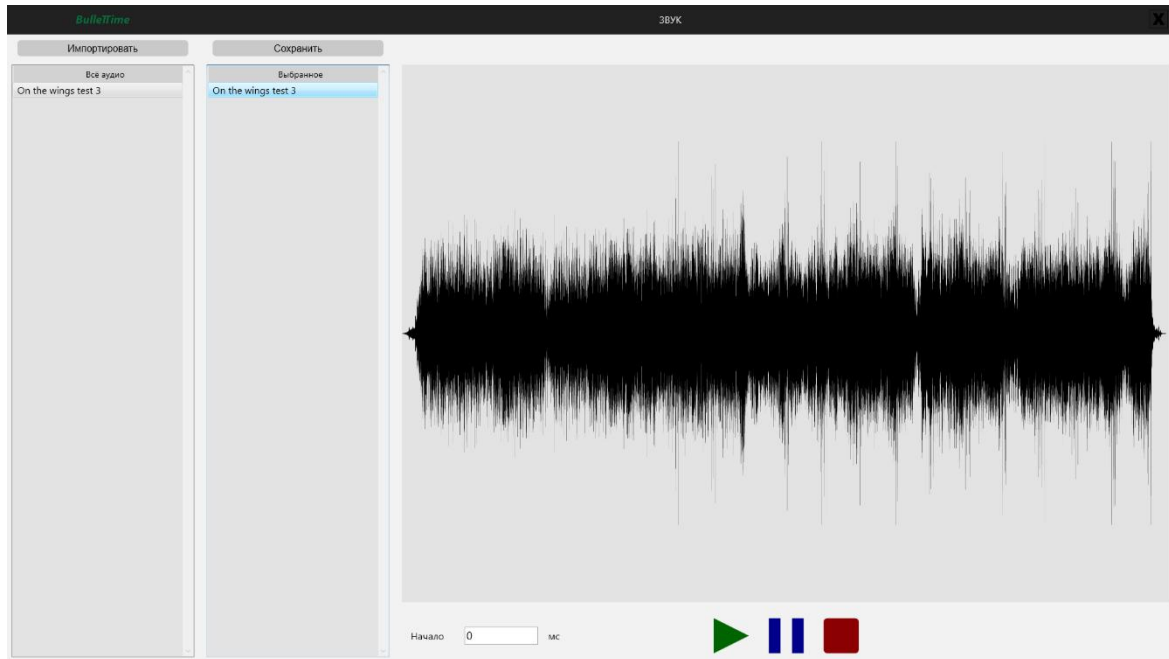 BulletTime
ЗВУК
X
Импортировать
Сохранить
Все аудио
Выбранное
On the wings test 3
On the wings test 3
Начало 0 мс